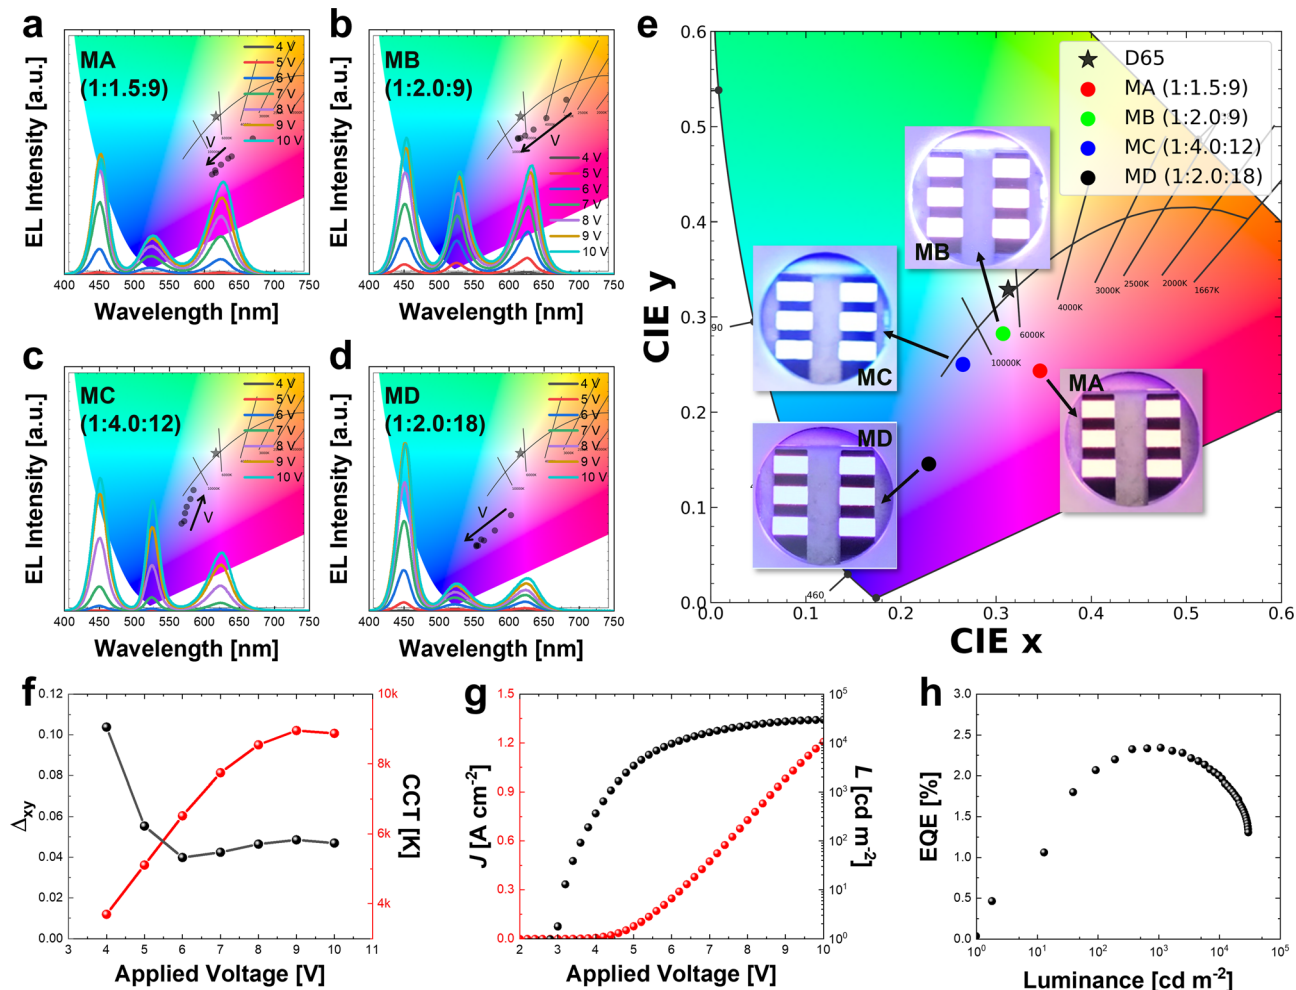 a
MA
(1:1.5:9)
4 V
5 V
6 V
7 V
8 V
9 V
10 V
V
EL Intensity [a.u.]
400 450 500 550 600 650 700 750
Wavelength [nm]
b
MB
(1:2.0:9)
V
4 V
5 V
6 V
7 V
8 V
9 V
10 V
EL Intensity [a.u.]
400 450 500 550 600 650 700 750
Wavelength [nm]
c
MC
(1:4.0:12)
4 V
5 V
6 V
7 V
8 V
9 V
10 V
V
EL Intensity [a.u.]
400 450 500 550 600 650 700 750
Wavelength [nm]
d
MD
(1:2.0:18)
4 V
5 V
6 V
7 V
8 V
9 V
10 V
V
EL Intensity [a.u.]
400 450 500 550 600 650 700 750
Wavelength [nm]
e
D65
MA (1:1.5:9)
MB (1:2.0:9)
MC (1:4.0:12)
MD (1:2.0:18)
MB
MC
MA
MD
4000K
3000K
2500K
2000K
1667K
6000K
10000K
90
460
CIE y
0.6
0.5
0.4
0.3
0.2
0.1
0.0
0.2 0.3 0.4 0.5 0.6
CIE x
f
0.12
0.10
0.08
0.06
0.04
0.02
0.00
Δxy
10k
8k
6k
4k
CCT [K]
3 4 5 6 7 8 9 10 11
Applied Voltage [V]
g
1.5
1.2
0.9
0.6
0.3
0.0
J [A cm-2]
10⁵
10⁴
10³
10²
10¹
10⁰
L [cd m-2]
2 3 4 5 6 7 8 9 10
Applied Voltage [V]
h
3.0
2.5
2.0
1.5
1.0
0.5
0.0
EQE [%]
10⁰ 10¹ 10² 10³ 10⁴ 10⁵
Luminance [cd m-2]